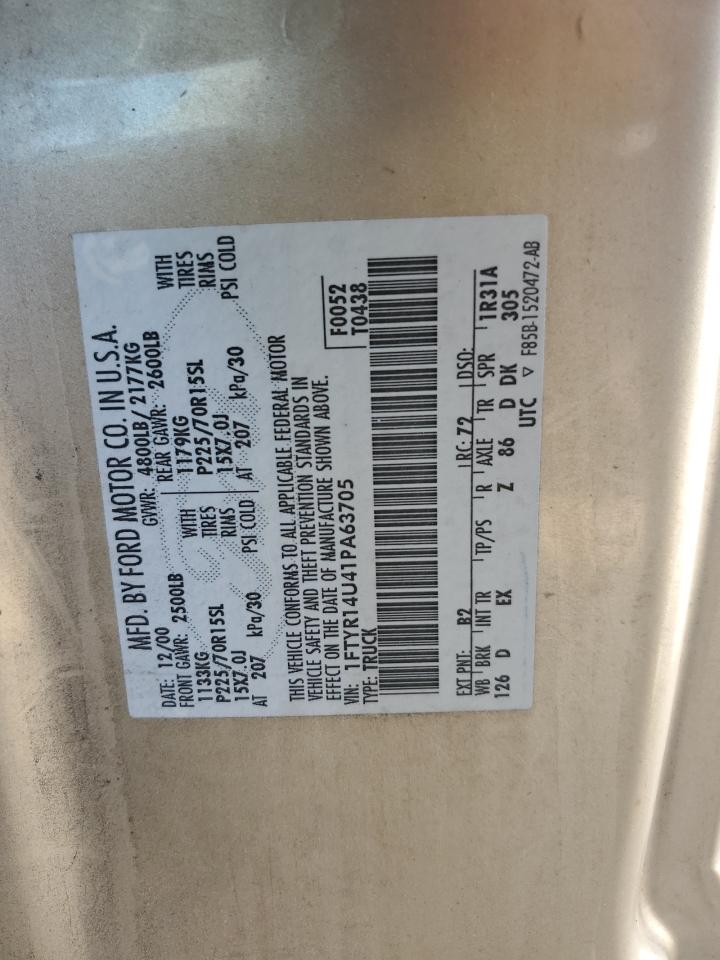 MFD. BY FORD MOTOR CO. IN U.S.A.
DATE: 12/00 GVWR: 4800LB/ 2177KG
FRONT GAWR: 2500LB REAR GAWR: 2600LB
1133KG WITH 1179KG WITH
P225/70R15SL TIRES P225/70R15SL TIRES
15X7.0J RIMS 15X7.0J RIMS
AT 207 kPa/30 PSI COLD AT 207 kPa/30 PSI COLD
THIS VEHICLE CONFORMS TO ALL APPLICABLE FEDERAL MOTOR
VEHICLE SAFETY AND THEFT PREVENTION STANDARDS IN
EFFECT ON THE DATE OF MANUFACTURE SHOWN ABOVE.
VIN: 1FTYR14U41PA63705 F0052
TYPE: TRUCK T0438
EXT PNT: B2 RC: 72 DSO:
WB BRK INT TR TP/PS R AXLE TR SPR 1R31A
126 D EX Z 86 D DK 305
UTC ▽ F85B-1520472-AB